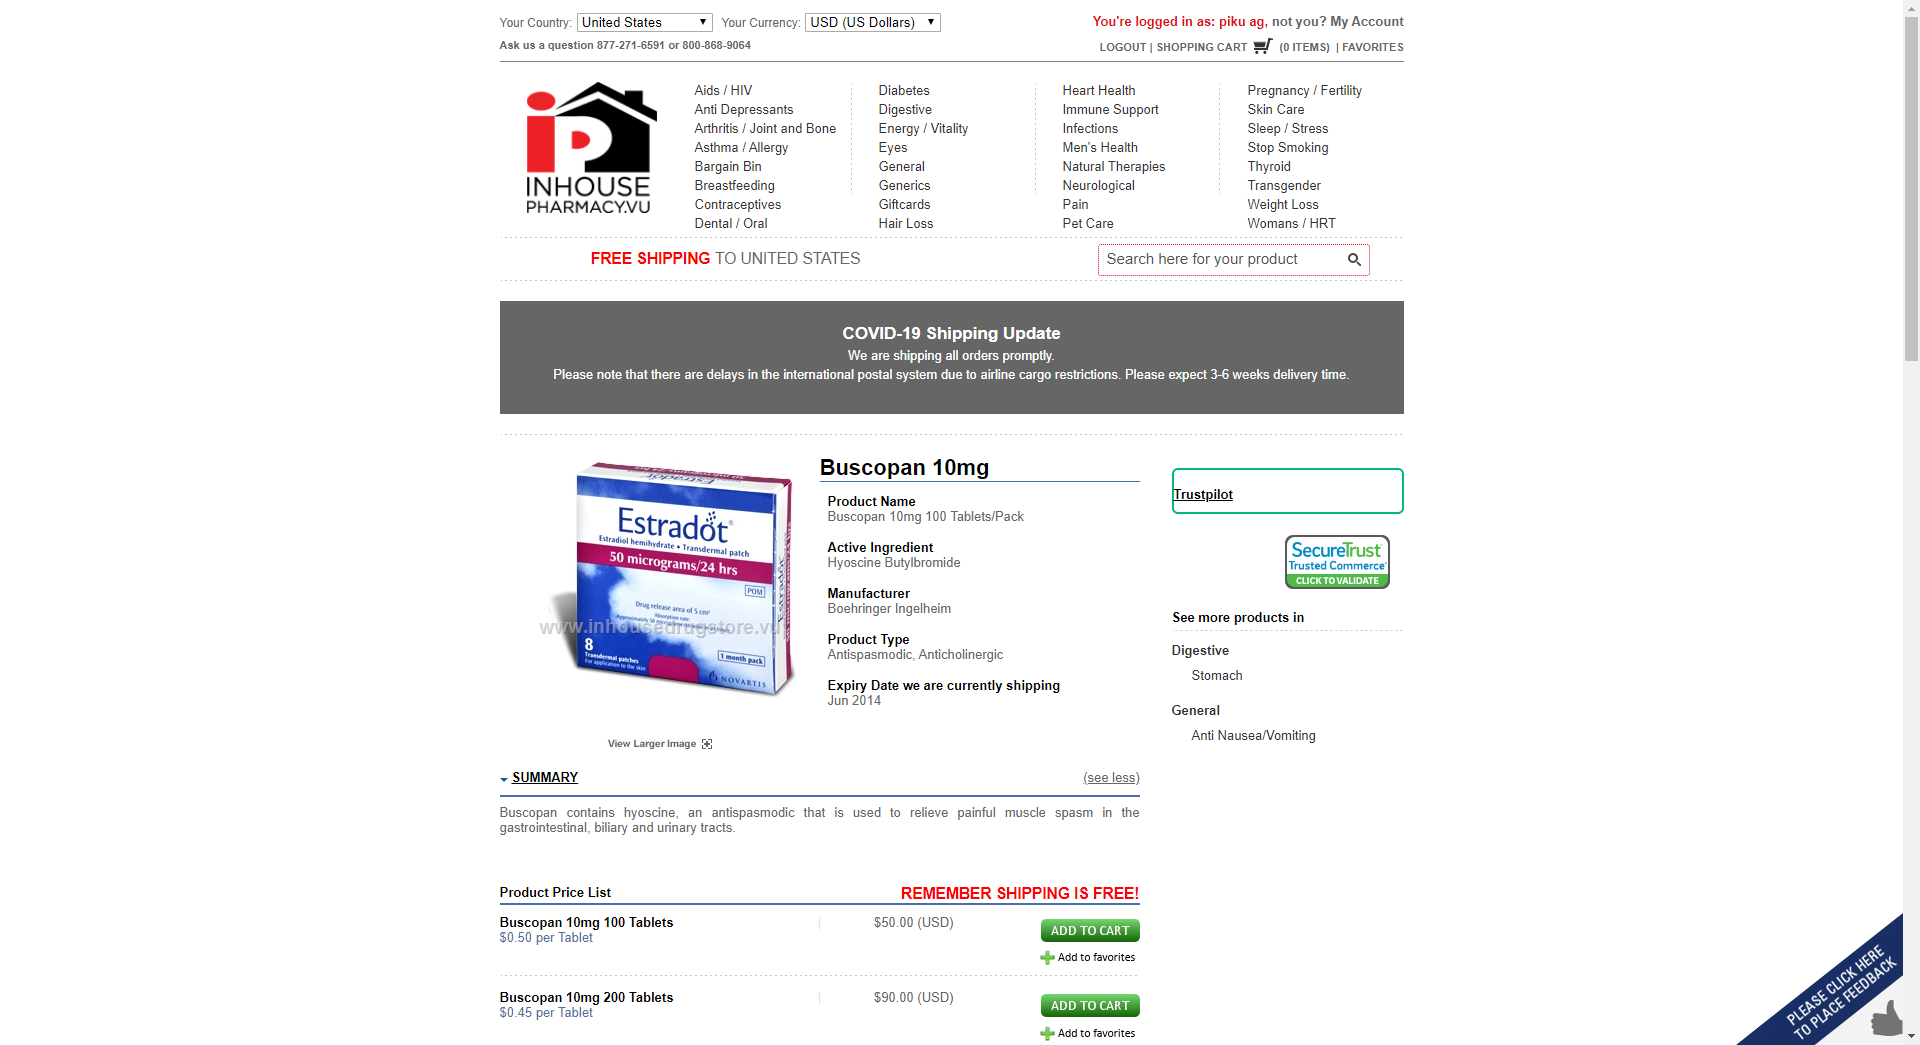 Your Country: United States Your Currency: USD (US Dollars)
You're logged in as: piku ag, not you? My Account
Ask us a question 877-271-6591 or 800-868-9064
LOGOUT | SHOPPING CART (0 ITEMS) | FAVORITES
INHOUSE
PHARMACY.VU
Aids / HIV
Anti Depressants
Arthritis / Joint and Bone
Asthma / Allergy
Bargain Bin
Breastfeeding
Contraceptives
Dental / Oral
Diabetes
Digestive
Energy / Vitality
Eyes
General
Generics
Giftcards
Hair Loss
Heart Health
Immune Support
Infections
Men's Health
Natural Therapies
Neurological
Pain
Pet Care
Pregnancy / Fertility
Skin Care
Sleep / Stress
Stop Smoking
Thyroid
Transgender
Weight Loss
Womans / HRT
FREE SHIPPING TO UNITED STATES
Search here for your product
COVID-19 Shipping Update
We are shipping all orders promptly.
Please note that there are delays in the international postal system due to airline cargo restrictions. Please expect 3-6 weeks delivery time.
Estradot
Estradot®
Estradiol hemihydrate • Transdermal patch
50 micrograms/24 hrs
POM
Drug release area of 5 cm²
Absorption rate:
www.inhousedrugstore.vu
8
Transdermal patches
For application to the skin
1 month pack
NOVARTIS
Estradot
View Larger Image
Buscopan 10mg
Product Name
Buscopan 10mg 100 Tablets/Pack
Active Ingredient
Hyoscine Butylbromide
Manufacturer
Boehringer Ingelheim
Product Type
Antispasmodic, Anticholinergic
Expiry Date we are currently shipping
Jun 2014
Trustpilot
SecureTrust™
Trusted Commerce™
CLICK TO VALIDATE
See more products in
Digestive
Stomach
General
Anti Nausea/Vomiting
SUMMARY (see less)
Buscopan contains hyoscine, an antispasmodic that is used to relieve painful muscle spasm in the
gastrointestinal, biliary and urinary tracts.
Product Price List REMEMBER SHIPPING IS FREE!
Buscopan 10mg 100 Tablets $50.00 (USD) ADD TO CART
$0.50 per Tablet
Add to favorites
Buscopan 10mg 200 Tablets $90.00 (USD) ADD TO CART
$0.45 per Tablet
Add to favorites
PLEASE CLICK HERE
TO PLACE FEEDBACK